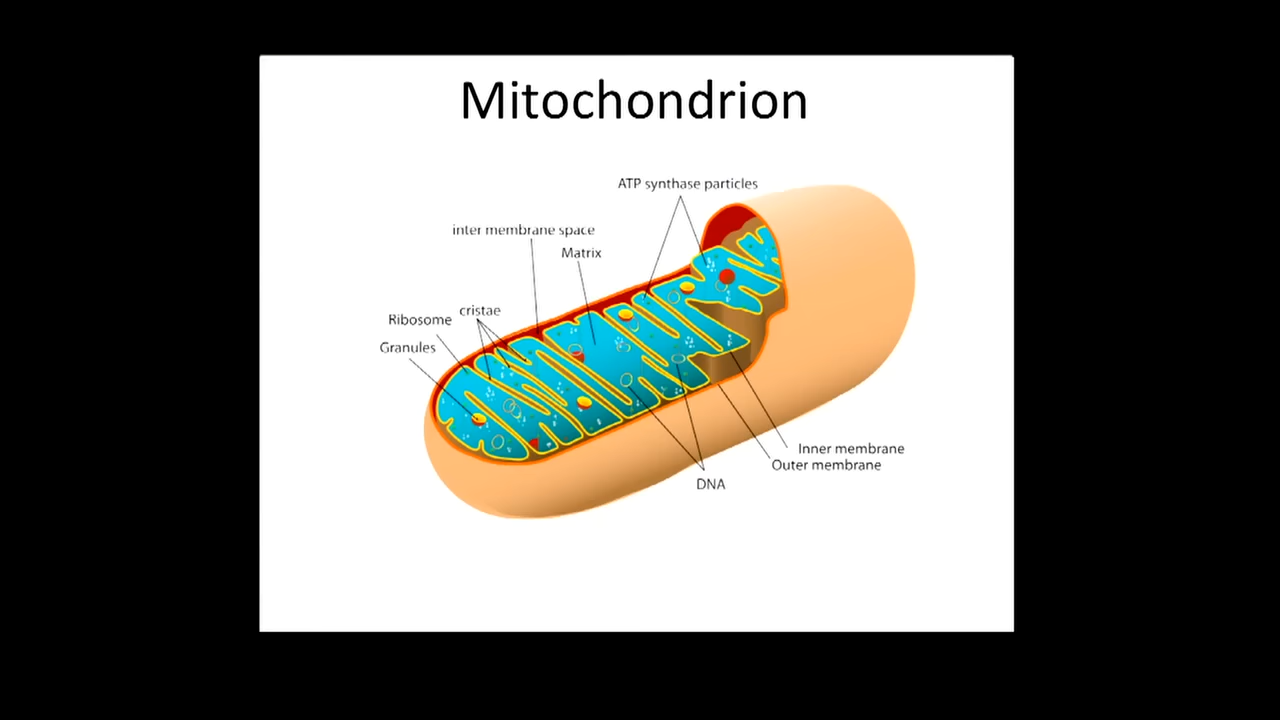 Mitochondrion
ATP synthase particles
inter membrane space
Matrix
cristae
Ribosome
Granules
Inner membrane
Outer membrane
DNA